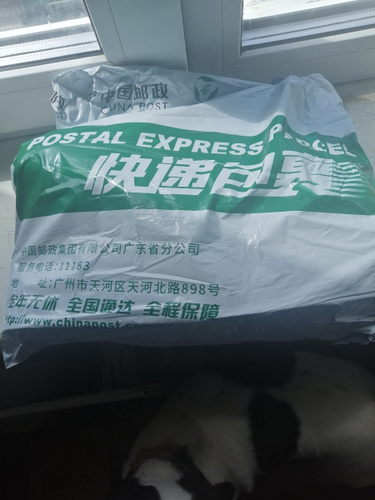 中国邮政
CHINA POST
POSTAL EXPRESS PARCEL
快递包裹
中国邮政集团有限公司广东省分公司
服务电话:11183
地 址:广州市天河区天河北路898号
全年无休 全国通达 全程保障
http://www.chinapost